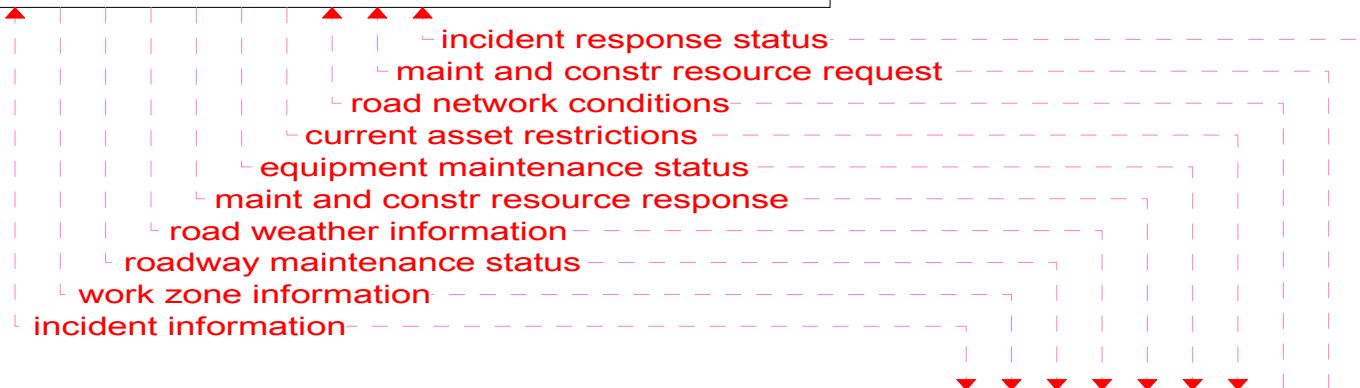 incident response status
maint and constr resource request
road network conditions
current asset restrictions
equipment maintenance status
maint and constr resource response
road weather information
roadway maintenance status
work zone information
incident information